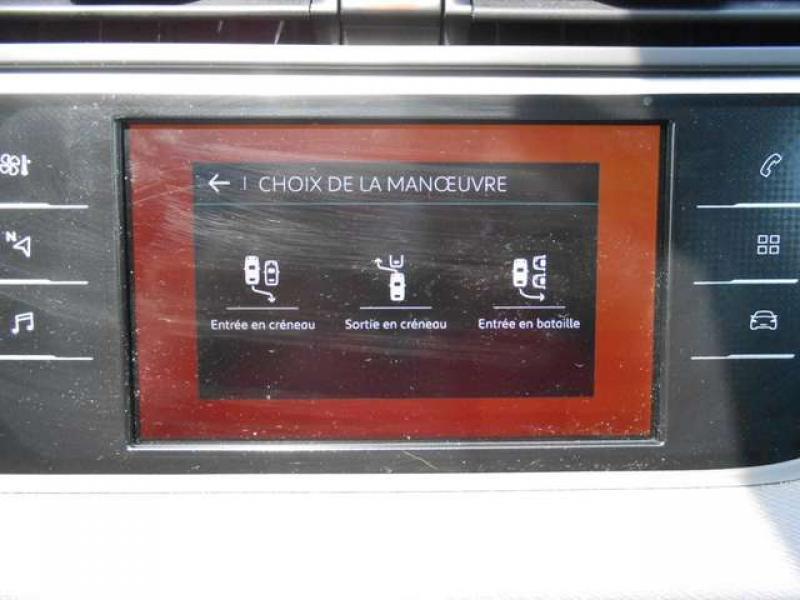 CHOIX DE LA MANŒUVRE
Entrée en créneau
Sortie en créneau
Entrée en bataille
N